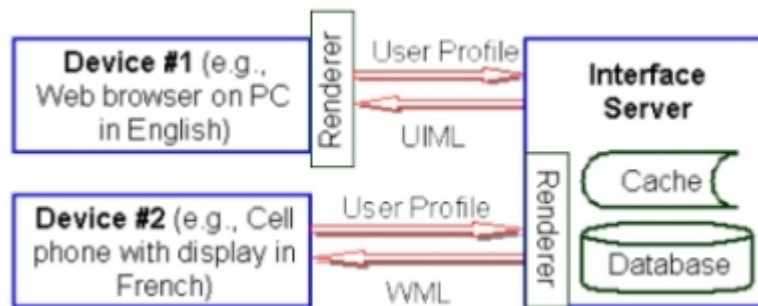 Device #1 (e.g.,
Web browser on PC
in English)
Renderer
User Profile
UIML
Interface
Server
Cache
Database
Renderer
Device #2 (e.g., Cell
phone with display in
French)
User Profile
WML